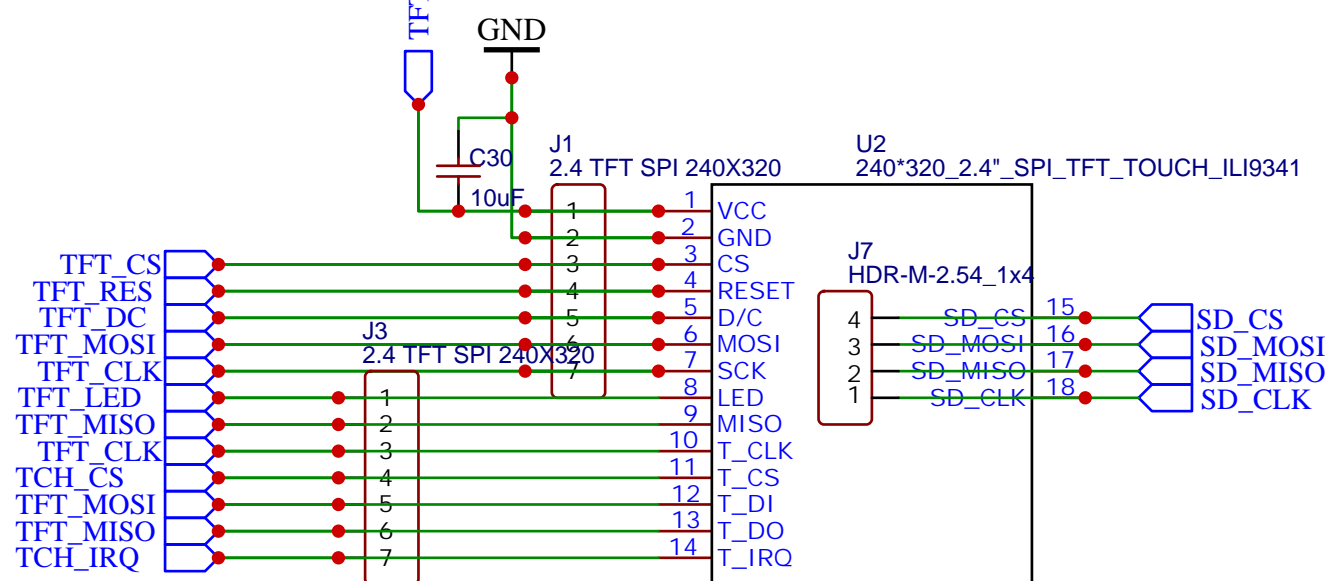 GND
C30
10uF
J1
2.4 TFT SPI 240X320
1
2
3
4
5
6
7
U2
240*320_2.4"_SPI_TFT_TOUCH_ILI9341
1 VCC
2 GND
3 CS
4 RESET
5 D/C
6 MOSI
7 SCK
8 LED
9 MISO
10 T_CLK
11 T_CS
12 T_DI
13 T_DO
14 T_IRQ
TFT_CS
TFT_RES
TFT_DC
TFT_MOSI
TFT_CLK
TFT_LED
TFT_MISO
TFT_CLK
TCH_CS
TFT_MOSI
TFT_MISO
TCH_IRQ
J3
2.4 TFT SPI 240X320
1
2
3
4
5
6
7
J7
HDR-M-2.54_1x4
4 SD_CS 15 SD_CS
3 SD_MOSI 16 SD_MOSI
2 SD_MISO 17 SD_MISO
1 SD_CLK 18 SD_CLK